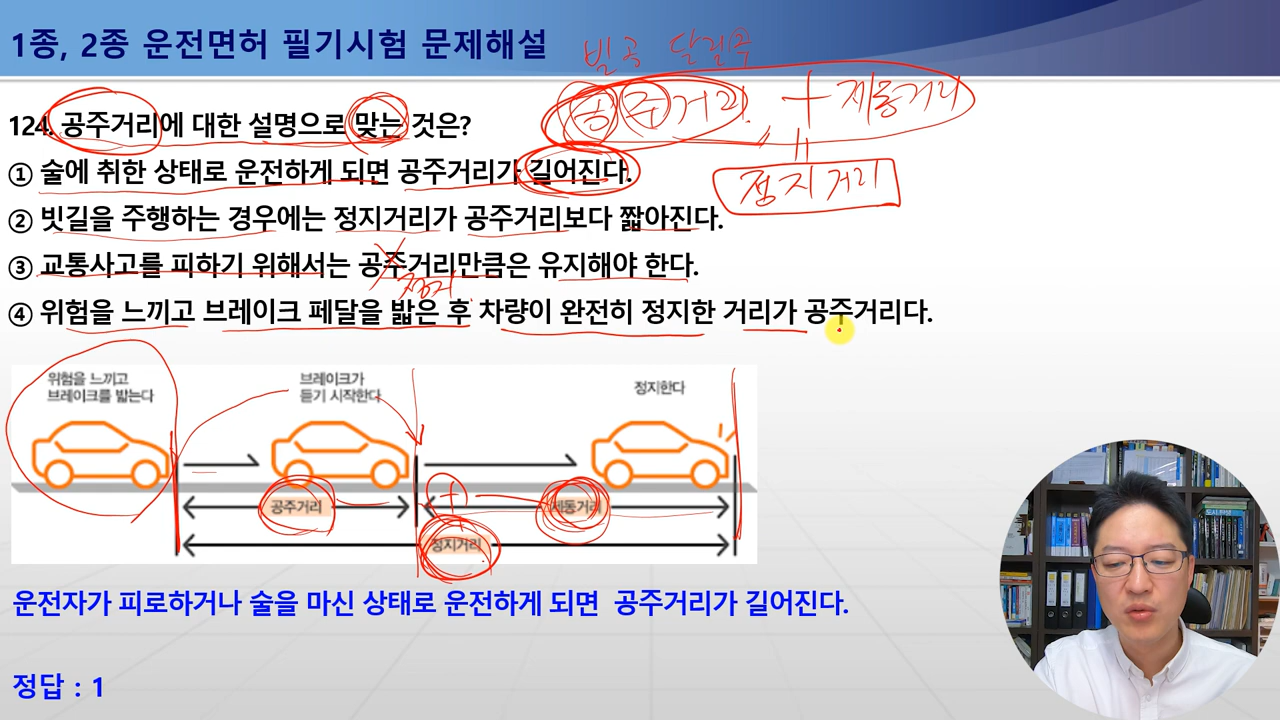 1종, 2종 운전면허 필기시험 문제해설
빌공 달릴주
공주거리 + 제동거리
=
정지거리
124. 공주거리에 대한 설명으로 맞는 것은?
① 술에 취한 상태로 운전하게 되면 공주거리가 길어진다.
② 빗길을 주행하는 경우에는 정지거리가 공주거리보다 짧아진다.
③ 교통사고를 피하기 위해서는 공주거리만큼은 유지해야 한다.
정지
④ 위험을 느끼고 브레이크 페달을 밟은 후 차량이 완전히 정지한 거리가 공주거리다.
위험을 느끼고
브레이크를 밟는다
브레이크가
듣기 시작한다
정지한다
공주거리
+
제동거리
정지거리
운전자가 피로하거나 술을 마신 상태로 운전하게 되면 공주거리가 길어진다.
정답 : 1